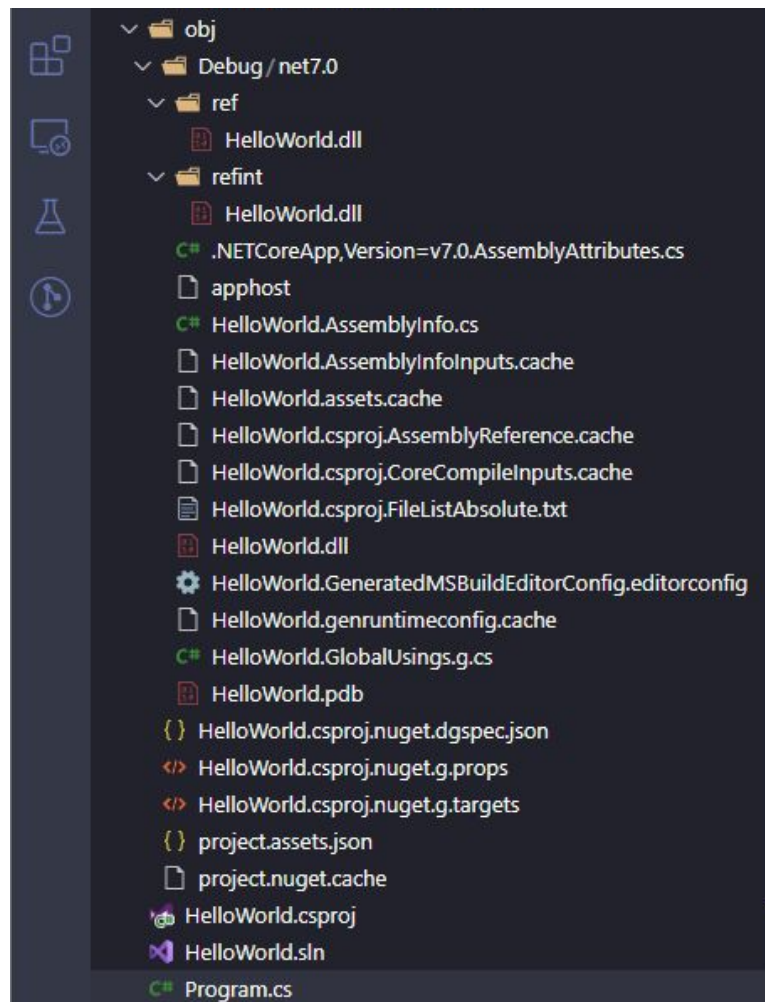 obj
Debug/net7.0
ref
HelloWorld.dll
refint
HelloWorld.dll
.NETCoreApp,Version=v7.0.AssemblyAttributes.cs
apphost
HelloWorld.AssemblyInfo.cs
HelloWorld.AssemblyInfoInputs.cache
HelloWorld.assets.cache
HelloWorld.csproj.AssemblyReference.cache
HelloWorld.csproj.CoreCompileInputs.cache
HelloWorld.csproj.FileListAbsolute.txt
HelloWorld.dll
HelloWorld.GeneratedMSBuildEditorConfig.editorconfig
HelloWorld.genruntimeconfig.cache
HelloWorld.GlobalUsings.g.cs
HelloWorld.pdb
HelloWorld.csproj.nuget.dgspec.json
HelloWorld.csproj.nuget.g.props
HelloWorld.csproj.nuget.g.targets
project.assets.json
project.nuget.cache
HelloWorld.csproj
HelloWorld.sln
Program.cs